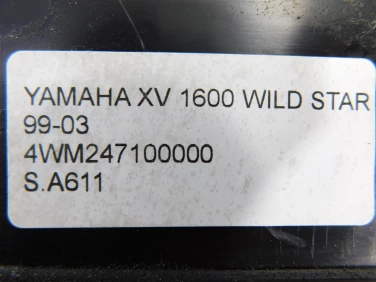 YAMAHA XV 1600 WILD STAR
99-03
4WM247100000
S.A611